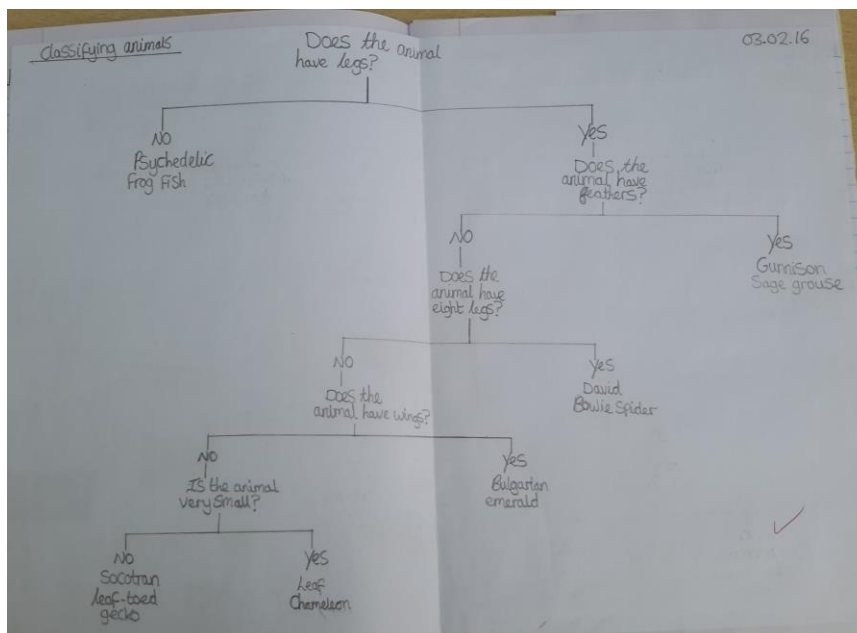 classifying animals
Does the animal
have legs?
03.02.16
NO
Psychedelic
frog fish
Yes
Does the
animal have
feathers?
NO
Does the
animal have
eight legs?
Yes
Gunnison
Sage grouse
NO
Does the
animal have wings?
Yes
David
Bowie Spider
NO
Is the animal
very small?
Yes
Bulgarian
emerald
NO
Socotran
leaf-toed
gecko
Yes
Leaf
Chameleon